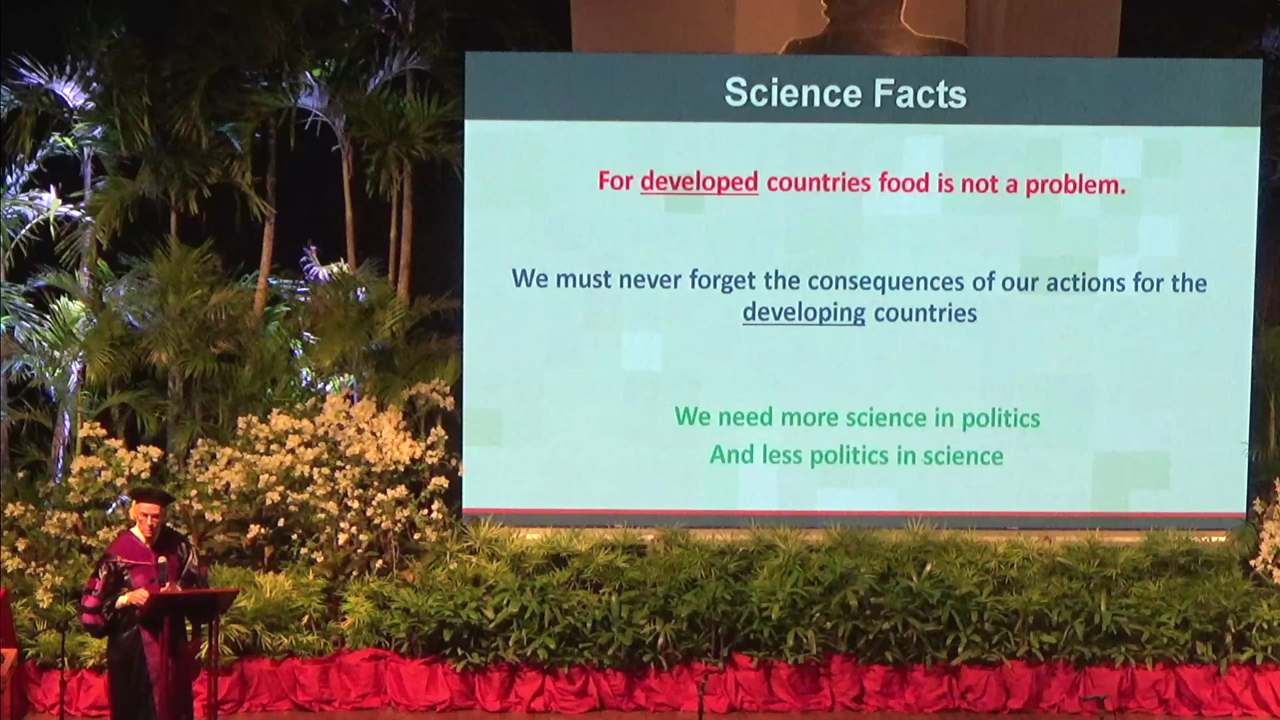 Science Facts
For developed countries food is not a problem.
We must never forget the consequences of our actions for the
developing countries
We need more science in politics
And less politics in science